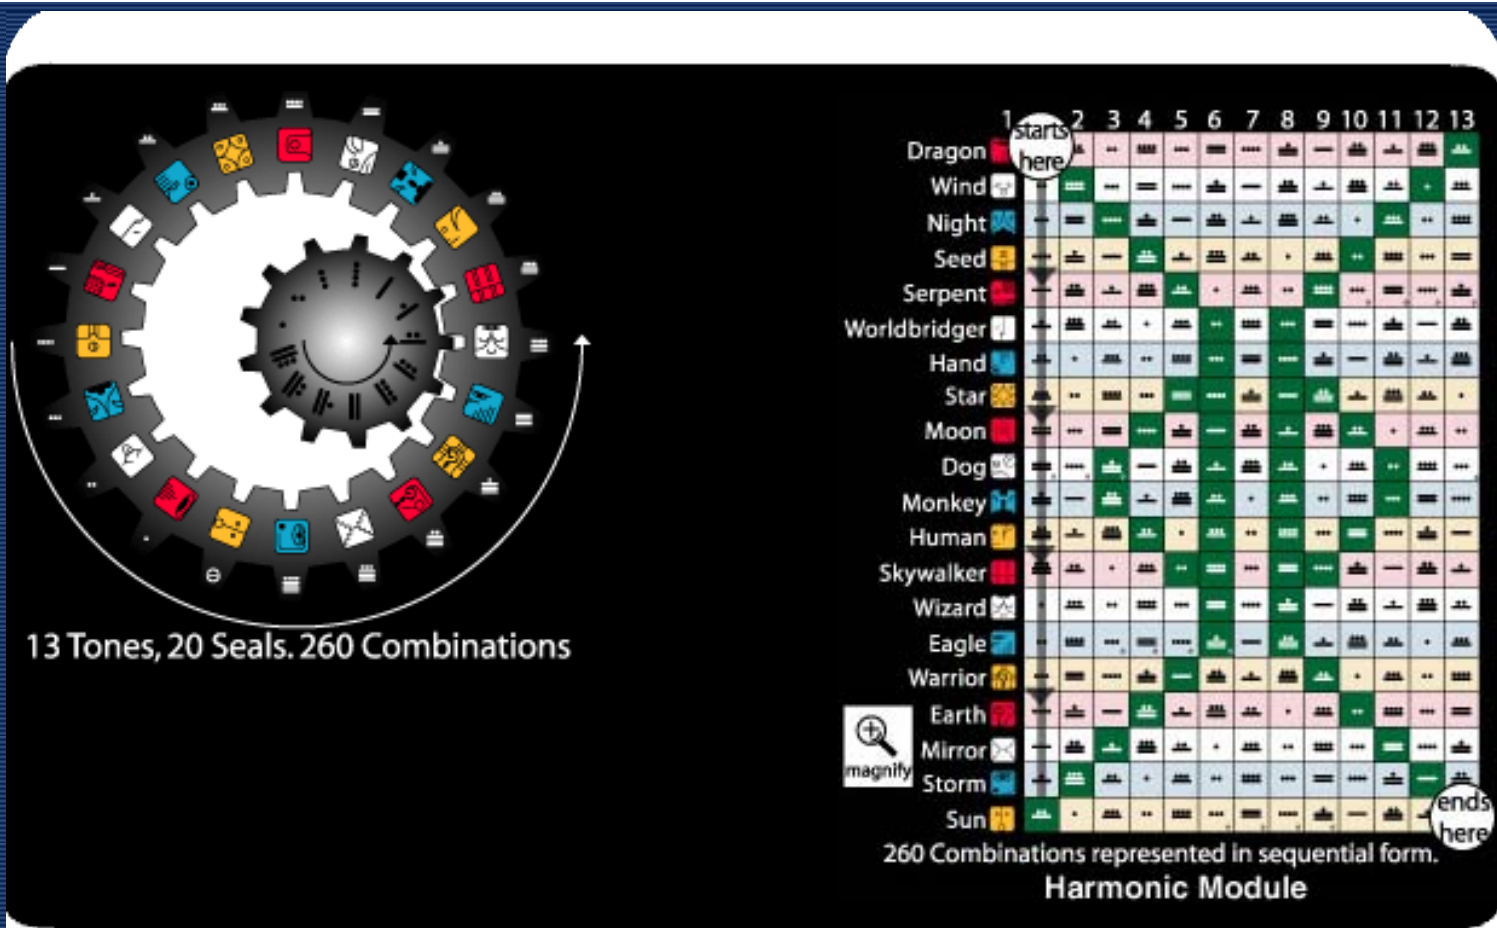 13 Tones, 20 Seals. 260 Combinations
1 2 3 4 5 6 7 8 9 10 11 12 13
starts
here
Dragon
Wind
Night
Seed
Serpent
Worldbridger
Hand
Star
Moon
Dog
Monkey
Human
Skywalker
Wizard
Eagle
Warrior
Earth
Mirror
magnify
Storm
Sun
ends
here
260 Combinations represented in sequential form.
Harmonic Module